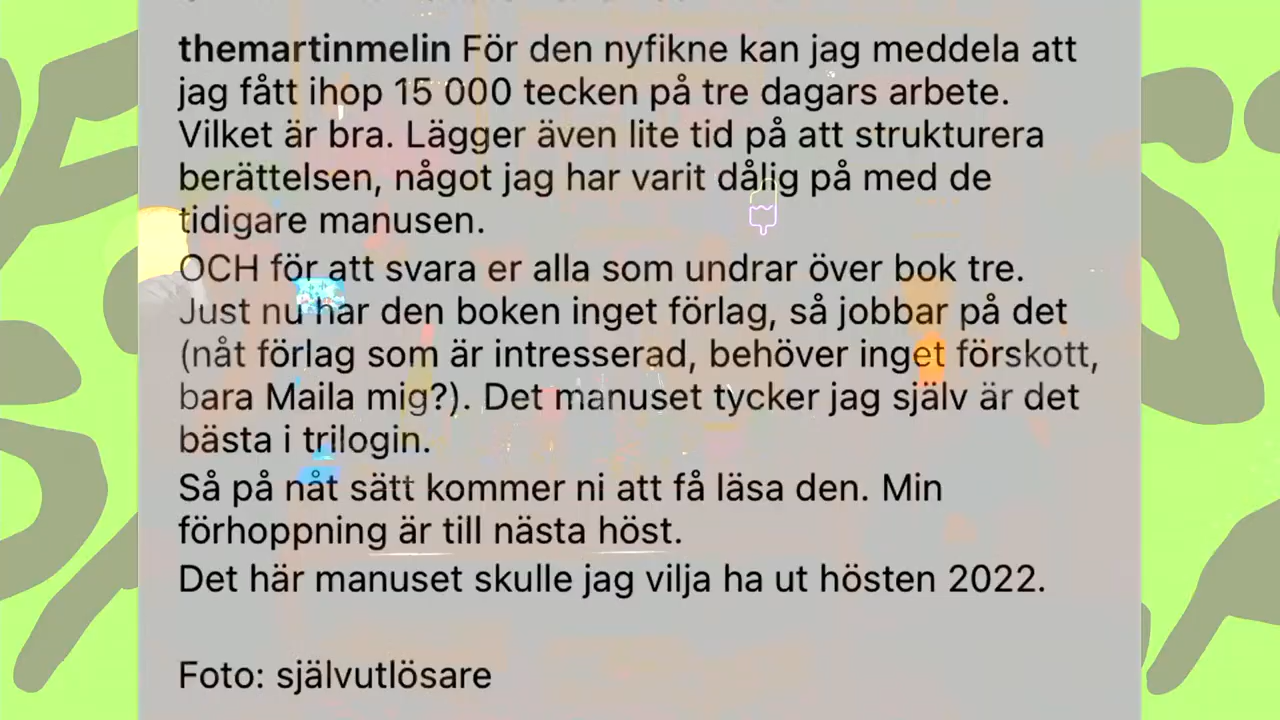 themartinmelin För den nyfikne kan jag meddela att
jag fått ihop 15 000 tecken på tre dagars arbete.
Vilket är bra. Lägger även lite tid på att strukturera
berättelsen, något jag har varit dålig på med de
tidigare manusen.
OCH för att svara er alla som undrar över bok tre.
Just nu har den boken inget förlag, så jobbar på det
(nåt förlag som är intresserad, behöver inget förskott,
bara Maila mig?). Det manuset tycker jag själv är det
bästa i trilogin.
Så på nåt sätt kommer ni att få läsa den. Min
förhoppning är till nästa höst.
Det här manuset skulle jag vilja ha ut hösten 2022.
Foto: självutlösare